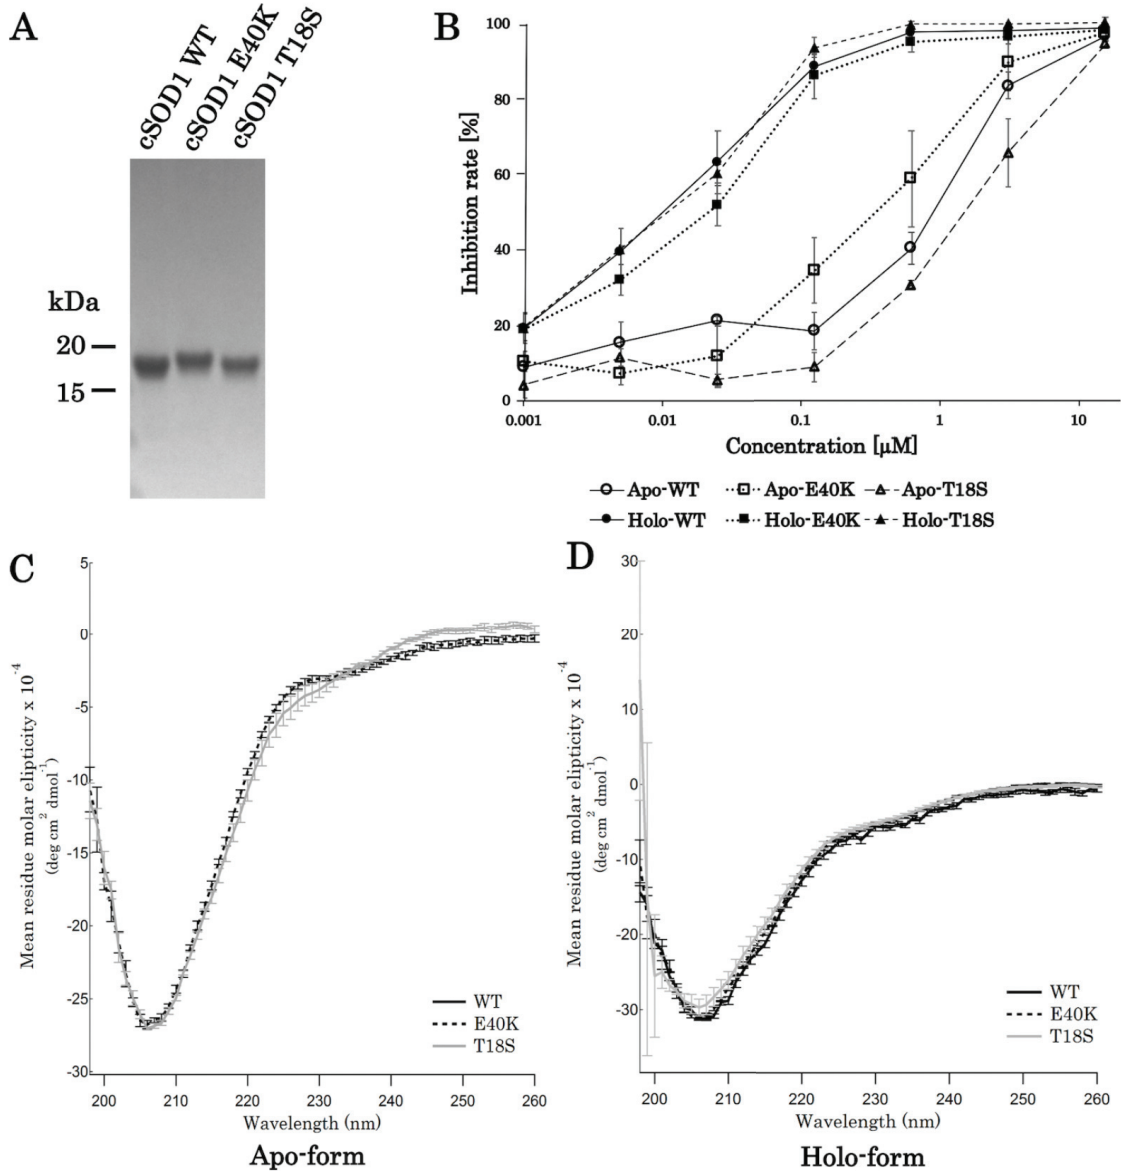 A
cSOD1 WT
cSOD1 E40K
cSOD1 T18S
kDa
20
15
B
Inhibition rate [%]
100
80
60
40
20
0
0.001 0.01 0.1 1 10
Concentration [µM]
Apo-WT Apo-E40K Apo-T18S
Holo-WT Holo-E40K Holo-T18S
C
Mean residue molar elipticity x 10 -4
(deg cm 2 dmol -1)
5
0
-5
-10
-15
-20
-25
-30
WT
E40K
T18S
200 210 220 230 240 250 260
Wavelength (nm)
Apo-form
D
Mean residue molar elipticity x 10 -4
(deg cm 2 dmol -1)
30
20
10
0
-10
-20
-30
WT
E40K
T18S
200 210 220 230 240 250 260
Wavelength (nm)
Holo-form